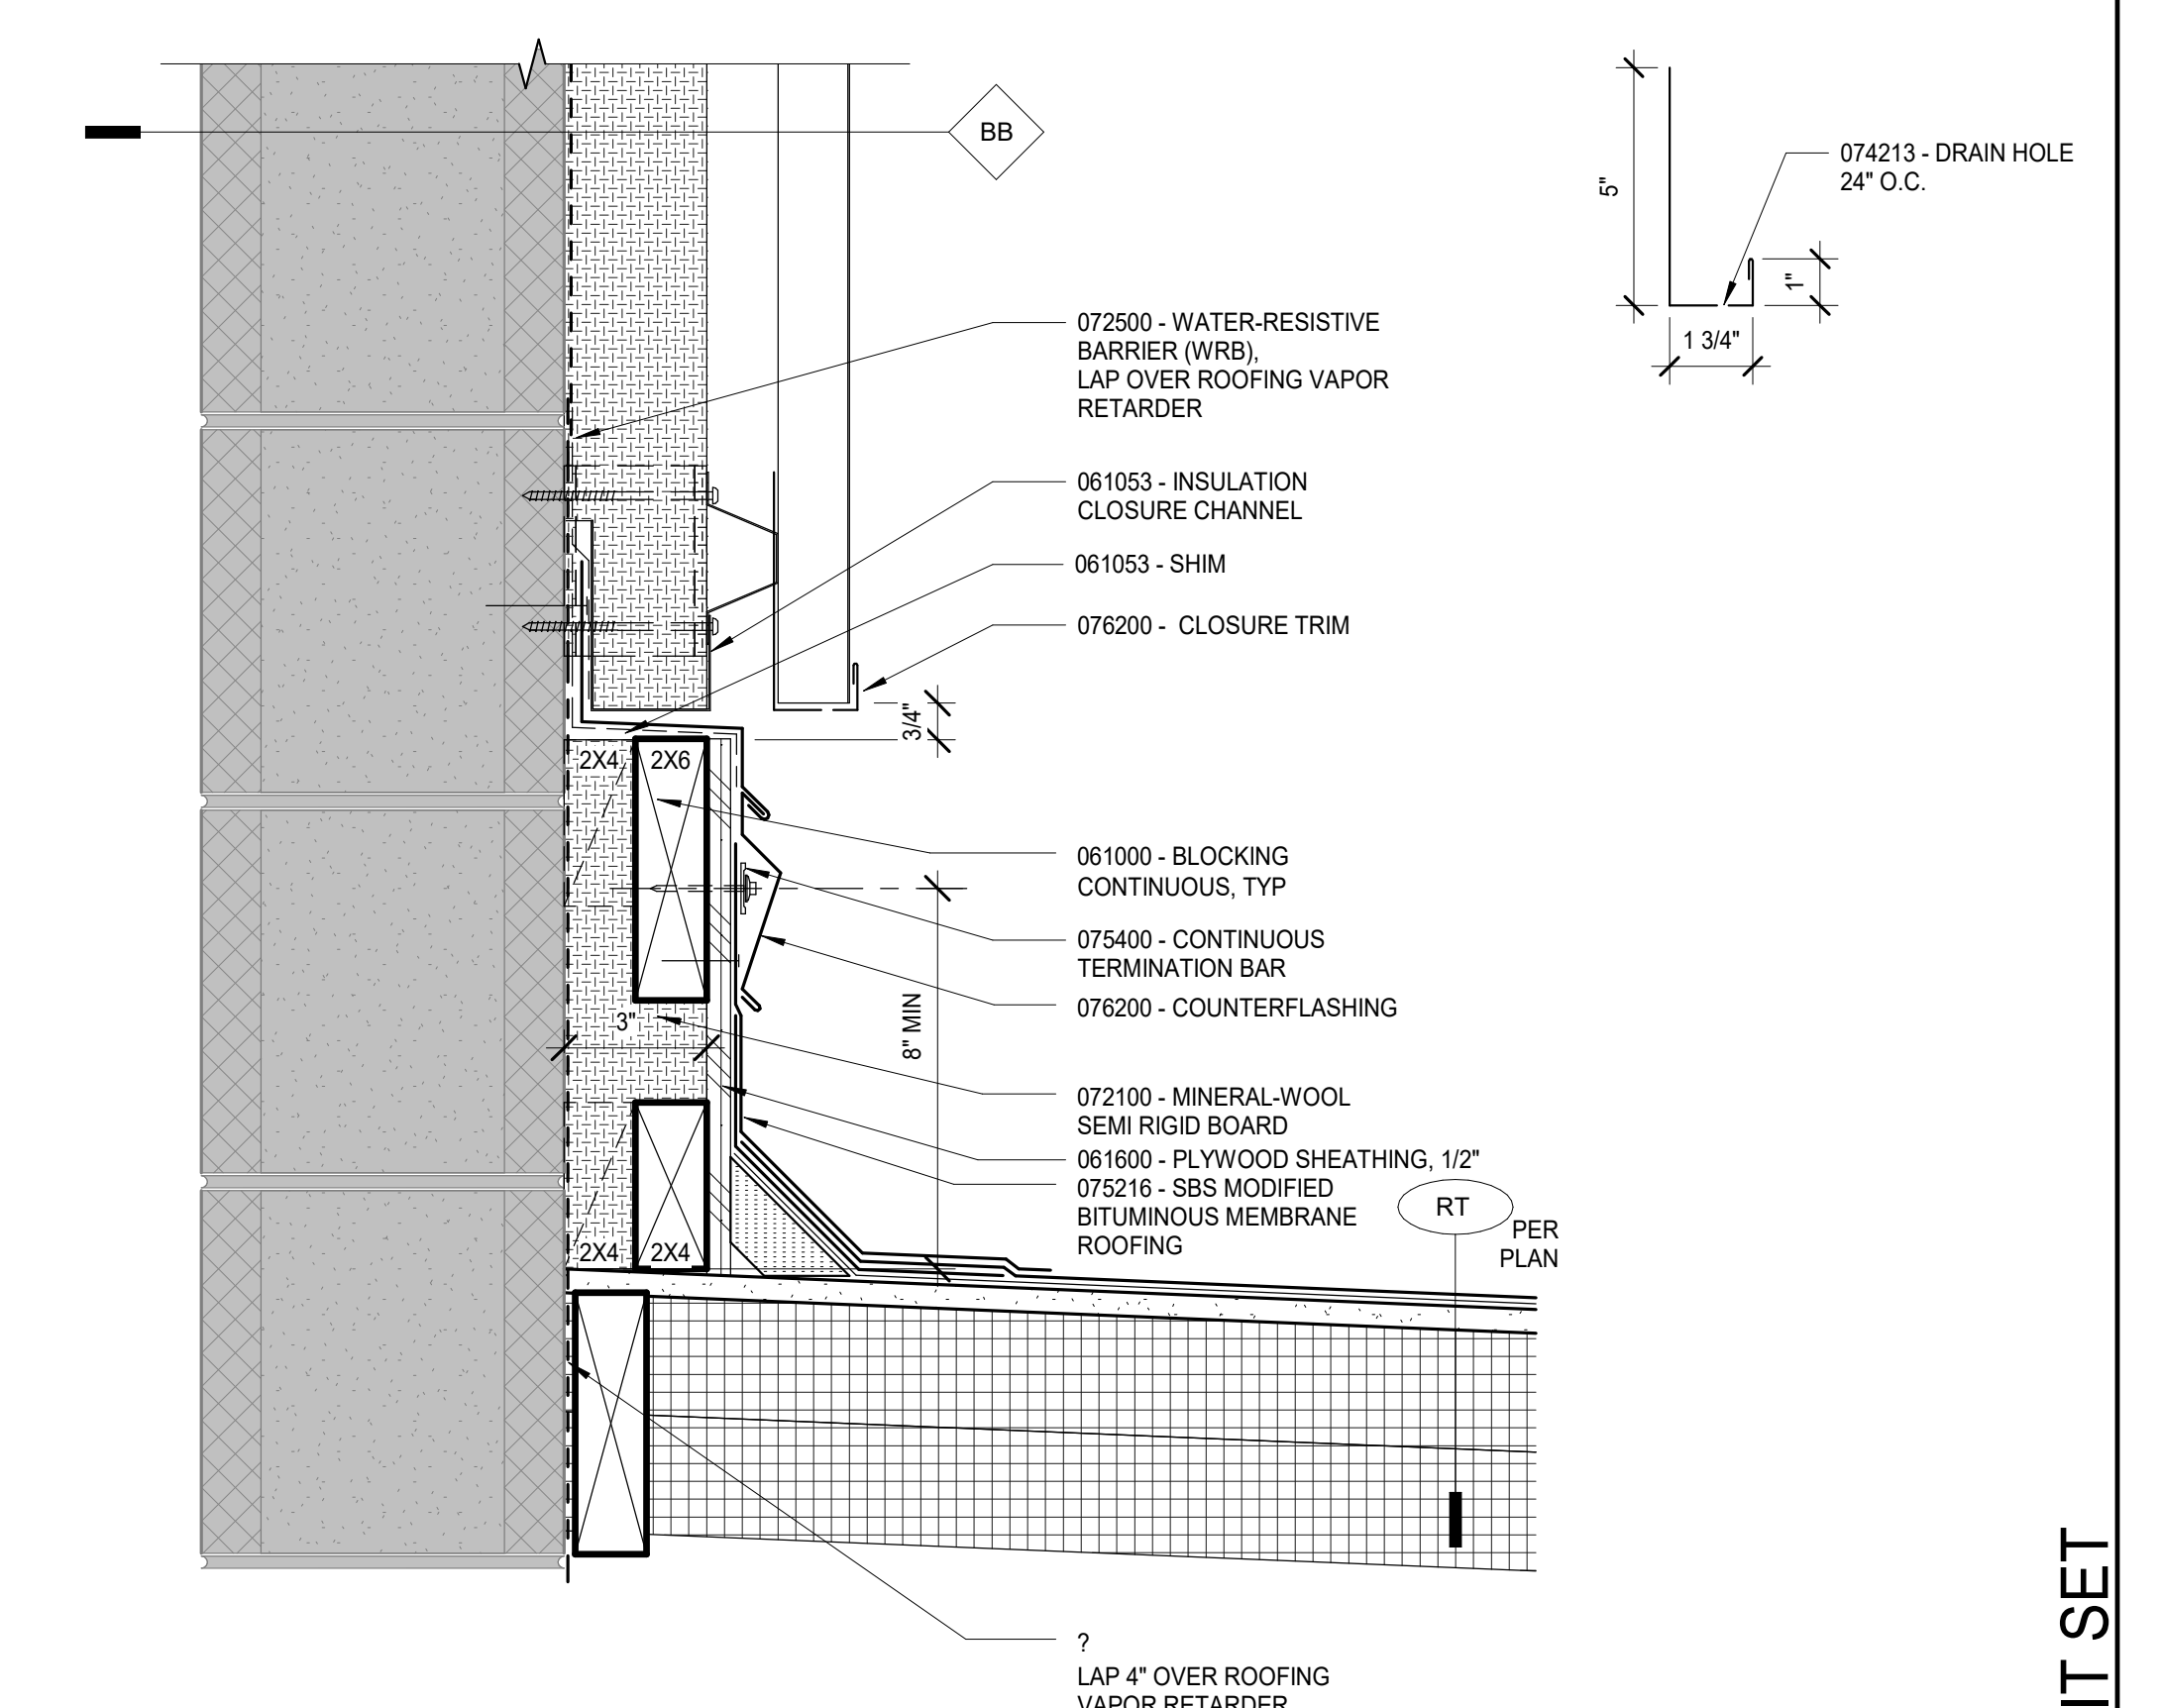 BB
5"
074213 - DRAIN HOLE
24" O.C.
1"
1 3/4"
072500 - WATER-RESISTIVE
BARRIER (WRB),
LAP OVER ROOFING VAPOR
RETARDER
061053 - INSULATION
CLOSURE CHANNEL
061053 - SHIM
076200 -  CLOSURE TRIM
3/4"
2X4
2X6
061000 - BLOCKING
CONTINUOUS, TYP
075400 - CONTINUOUS
TERMINATION BAR
076200 - COUNTERFLASHING
3"
8" MIN
072100 - MINERAL-WOOL
SEMI RIGID BOARD
061600 - PLYWOOD SHEATHING, 1/2"
075216 - SBS MODIFIED
BITUMINOUS MEMBRANE
ROOFING
RT
PER
PLAN
2X4
2X4
?
LAP 4" OVER ROOFING
VAPOR RETARDER
IT SET